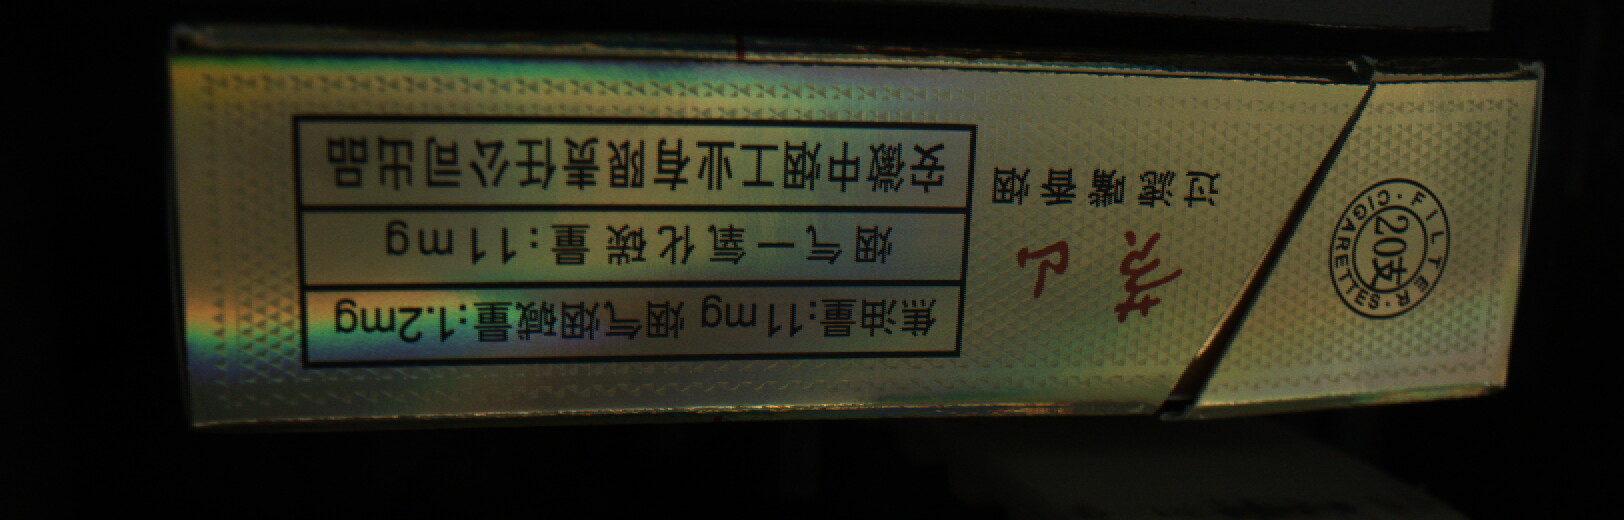 FILTER·CIGARETTES·
20支
黄山
过滤嘴香烟
焦油量:11mg 烟气烟碱量:1.2mg
烟气一氧化碳量:11mg
安徽中烟工业有限责任公司出品